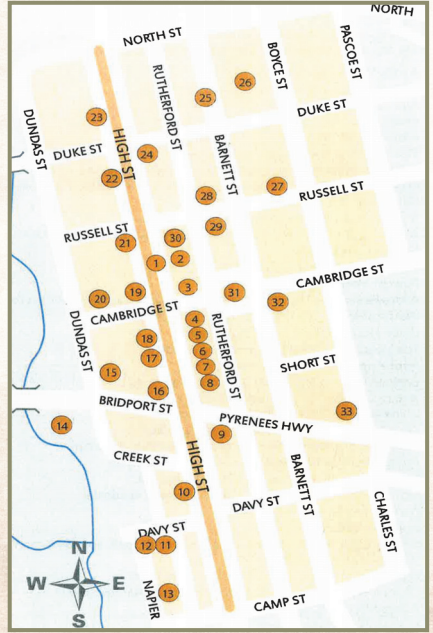 NORTH
NORTH ST
BOYCE ST
PASCOE ST
RUTHERFORD ST
26
25
DUKE ST
23
DUNDAS ST
HIGH ST
DUKE ST
24
BARNETT ST
22
28
27
RUSSELL ST
29
RUSSELL ST
21
30
1
2
CAMBRIDGE ST
3
31
32
20
19
CAMBRIDGE ST
4
5
6
7
8
RUTHERFORD ST
DUNDAS ST
18
17
15
16
SHORT ST
BRIDPORT ST
33
14
PYRENEES HWY
9
CREEK ST
HIGH ST
BARNETT ST
10
DAVY ST
CHARLES ST
DAVY ST
12
11
N
W
E
S
13
NAPIER
CAMP ST